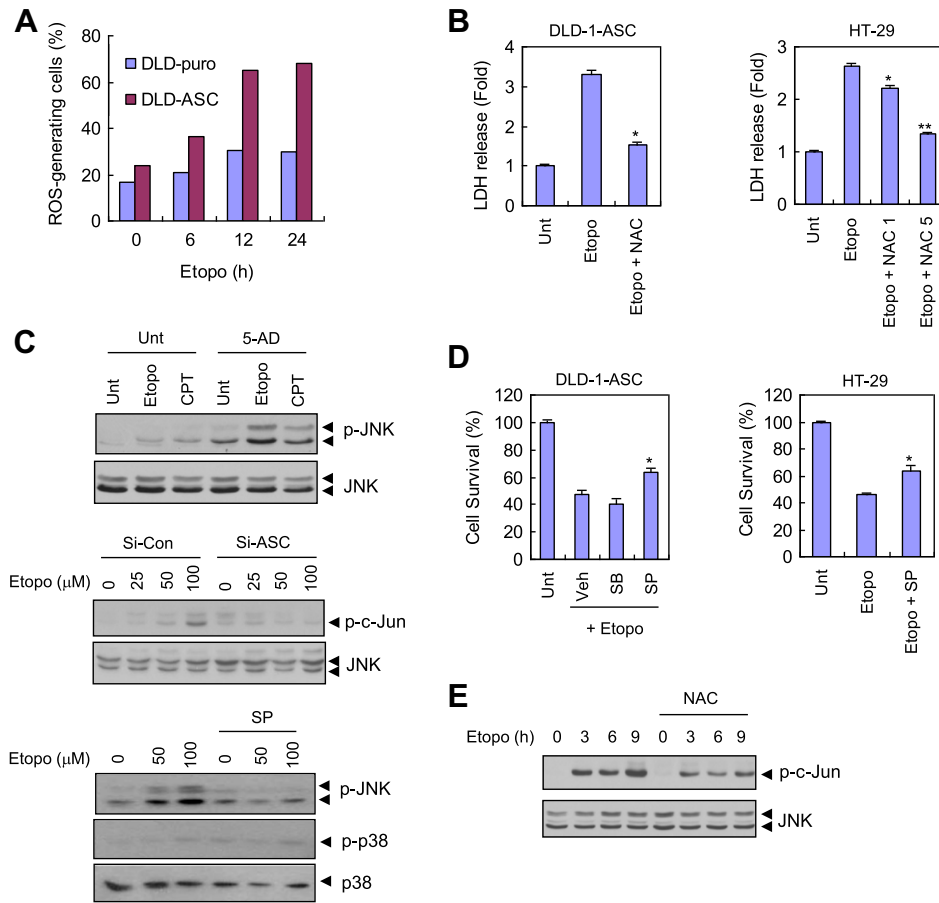 A
ROS-generating cells (%)
80
60
40
20
0
DLD-puro
DLD-ASC
0 6 12 24
Etopo (h)
B
DLD-1-ASC
LDH release (Fold)
4
3
2
1
0
*
Unt
Etopo
Etopo + NAC
HT-29
LDH release (Fold)
3
2
1
0
*
**
Unt
Etopo
Etopo + NAC 1
Etopo + NAC 5
C
Unt 5-AD
Unt Etopo CPT Unt Etopo CPT
p-JNK
JNK
Si-Con Si-ASC
Etopo (μM) 0 25 50 100 0 25 50 100
p-c-Jun
JNK
SP
Etopo (μM) 0 50 100 0 50 100
p-JNK
p-p38
p38
D
DLD-1-ASC
Cell Survival (%)
120
100
80
60
40
20
0
*
Unt
Veh
SB
SP
+ Etopo
HT-29
Cell Survival (%)
120
100
80
60
40
20
0
*
Unt
Etopo
Etopo + SP
E
NAC
Etopo (h) 0 3 6 9 0 3 6 9
p-c-Jun
JNK